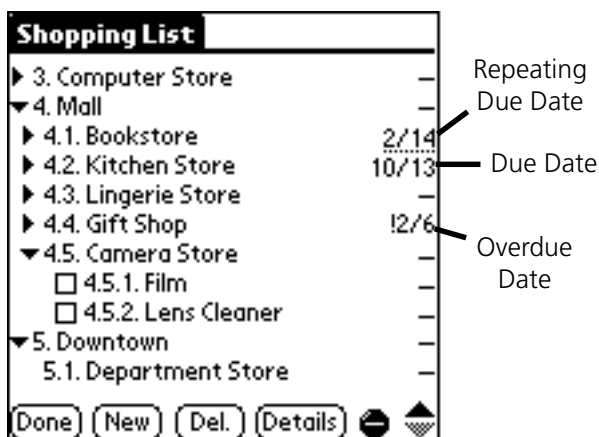 Shopping List
3. Computer Store –
4. Mall –
4.1. Bookstore 2/14
4.2. Kitchen Store 10/13
4.3. Lingerie Store –
4.4. Gift Shop !2/6
4.5. Camera Store –
4.5.1. Film –
4.5.2. Lens Cleaner –
5. Downtown –
5.1. Department Store –
Done New Del. Details
Repeating
Due Date
Due Date
Overdue
Date